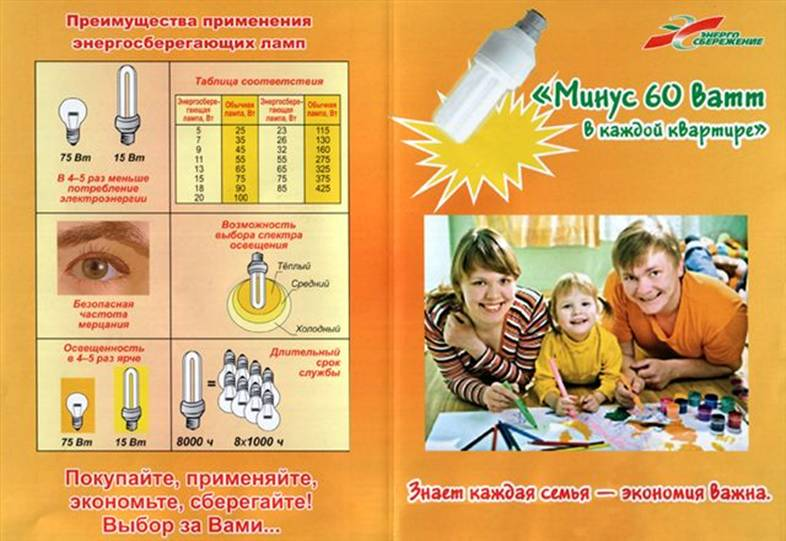 Преимущества применения
энергосберегающих ламп
75 Вт 15 Вт
В 4–5 раз меньше
потребление
электроэнергии
Таблица соответствия
Энергосбере-гающая лампа, Вт Обычная лампа, Вт Энергосбере-гающая лампа, Вт Обычная лампа, Вт
5 25 23 115
7 35 26 130
9 45 32 160
11 55 55 275
13 65 65 325
15 75 75 375
18 90 85 425
20 100
Безопасная
частота
мерцания
Возможность
выбора спектра
освещения
Тёплый
Средний
Холодный
Освещенность
в 4–5 раз ярче
75 Вт 15 Вт
Длительный
срок
службы
=
8000 ч 8х1000 ч
Покупайте, применяйте,
экономьте, сберегайте!
Выбор за Вами...
ЭНЕРГО
СБЕРЕЖЕНИЕ
«Минус 60 Ватт
в каждой квартире»
Знает каждая семья — экономия важна.